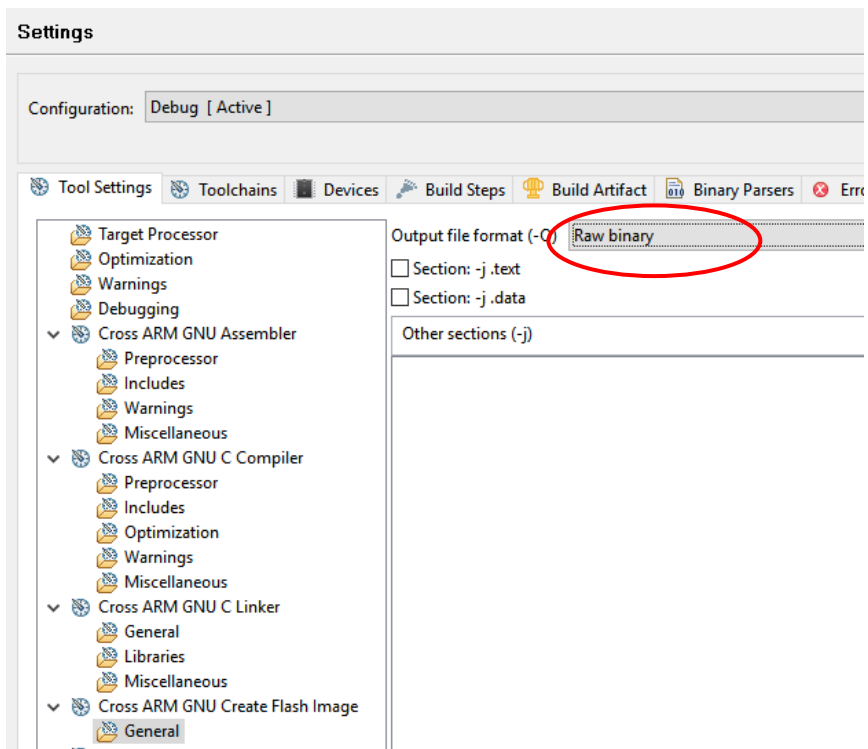 Settings
Configuration: Debug [ Active ]
Tool Settings Toolchains Devices Build Steps Build Artifact Binary Parsers Erro
Target Processor
Optimization
Warnings
Debugging
Cross ARM GNU Assembler
Preprocessor
Includes
Warnings
Miscellaneous
Cross ARM GNU C Compiler
Preprocessor
Includes
Optimization
Warnings
Miscellaneous
Cross ARM GNU C Linker
General
Libraries
Miscellaneous
Cross ARM GNU Create Flash Image
General
Output file format (-O) Raw binary
Section: -j .text
Section: -j .data
Other sections (-j)